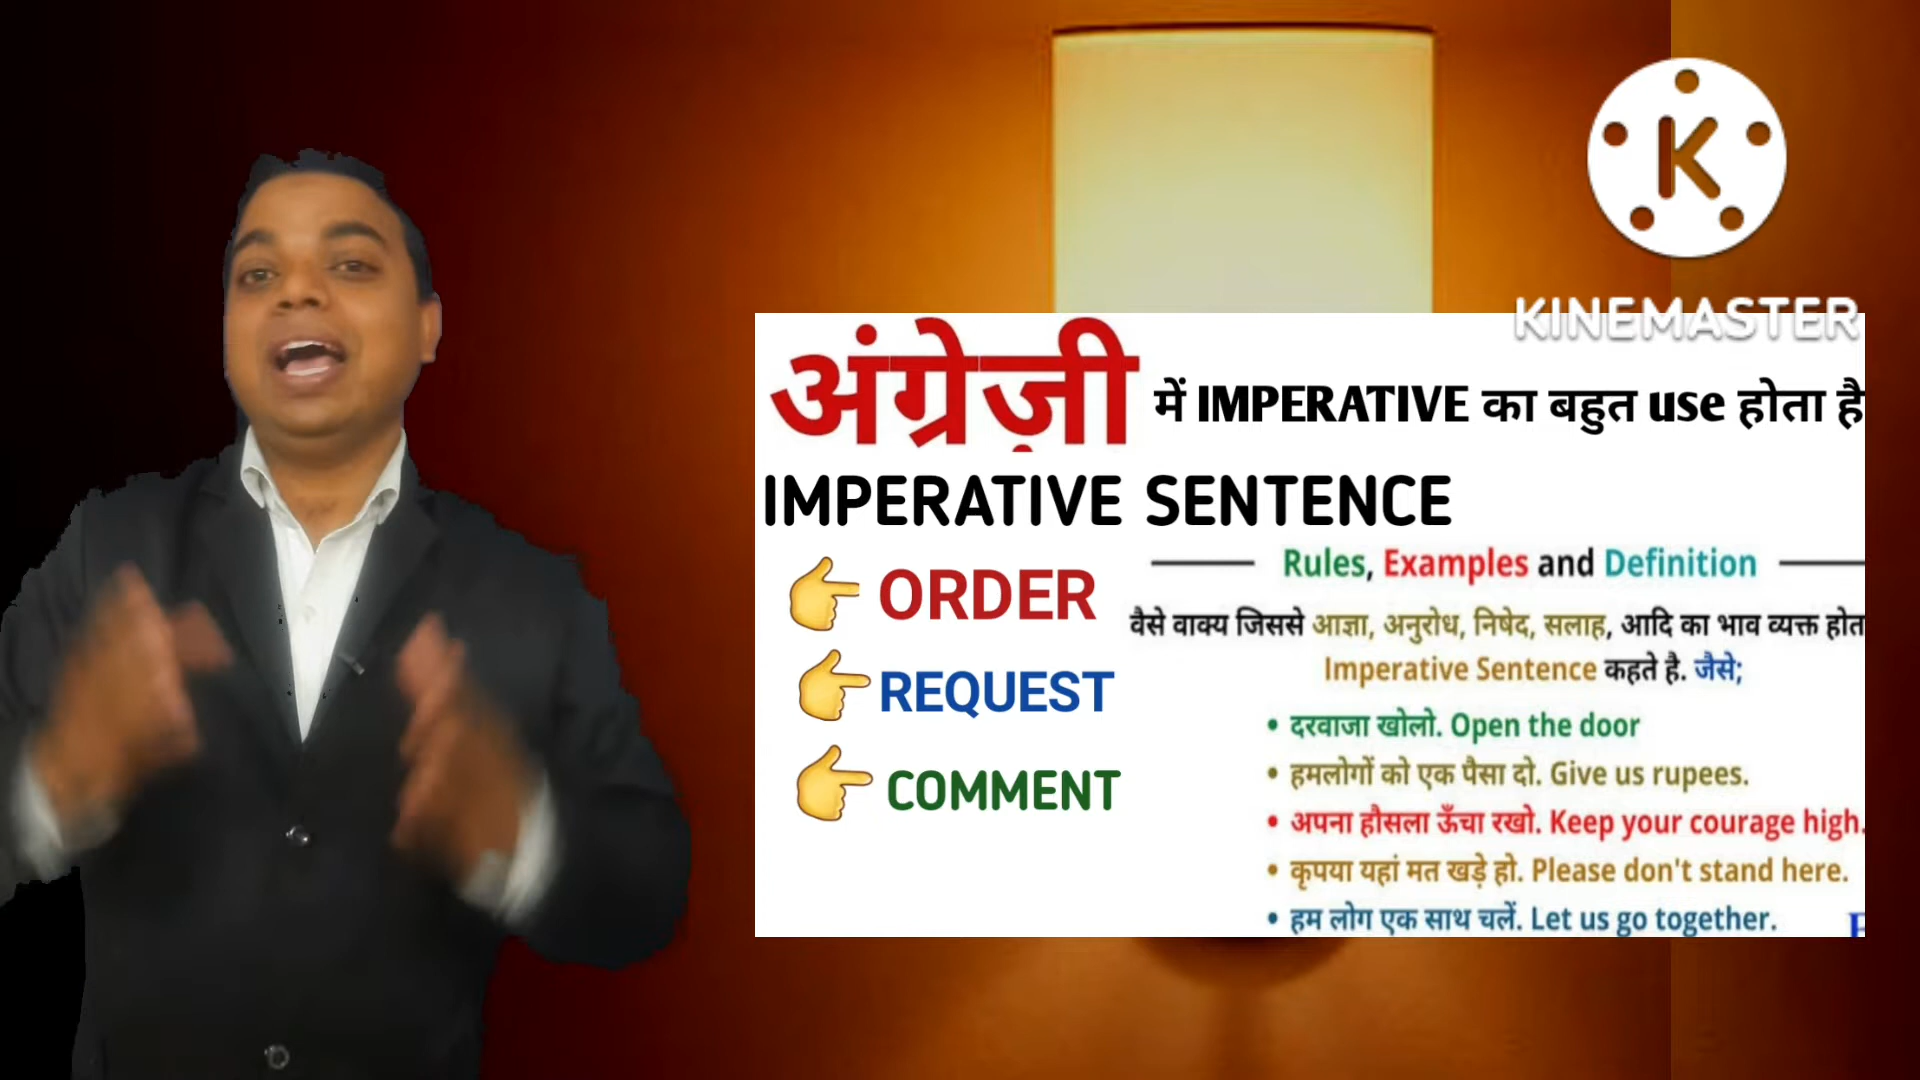 K
KINEMASTER
अंग्रेज़ी में IMPERATIVE का बहुत use होता है
IMPERATIVE SENTENCE
Rules, Examples and Definition
ORDER
वैसे वाक्य जिससे आज्ञा, अनुरोध, निषेद, सलाह, आदि का भाव व्यक्त होत
Imperative Sentence कहते है. जैसे;
REQUEST
• दरवाजा खोलो. Open the door
• हमलोगों को एक पैसा दो. Give us rupees.
COMMENT
• अपना हौसला ऊँचा रखो. Keep your courage high.
• कृपया यहां मत खड़े हो. Please don't stand here.
• हम लोग एक साथ चलें. Let us go together.